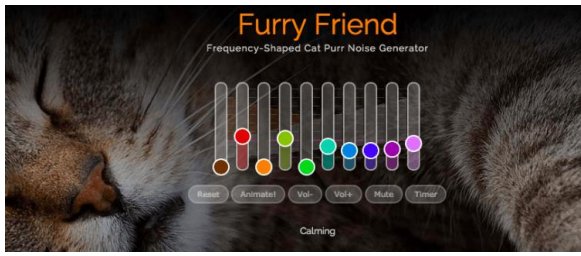 Furry Friend
Frequency-Shaped Cat Purr Noise Generator
Reset Animate! Vol- Vol+ Mute Timer
Calming